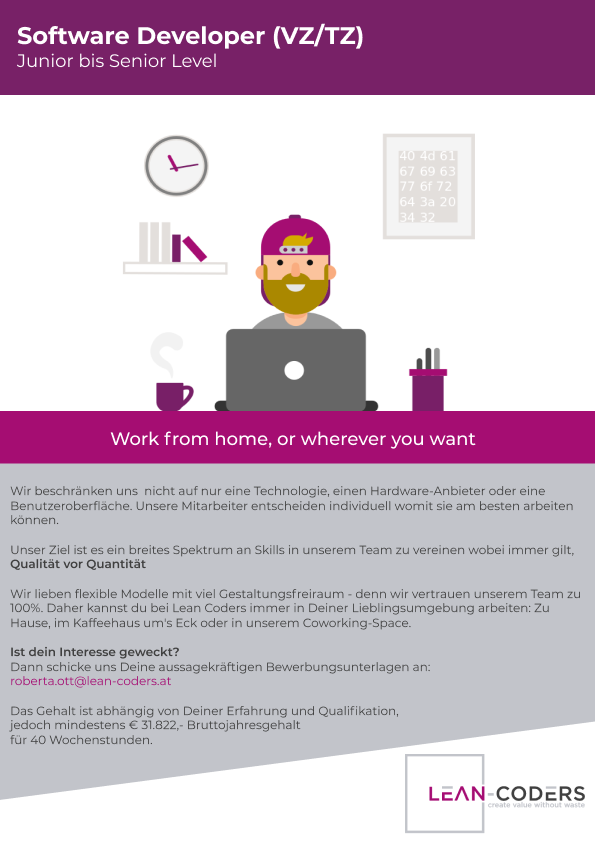 Software Developer (VZ/TZ)
Junior bis Senior Level
40 4d 61
67 69 63
77 6f 72
64 3a 20
34 32
Work from home, or wherever you want
Wir beschränken uns  nicht auf nur eine Technologie, einen Hardware-Anbieter oder eine
Benutzeroberfläche. Unsere Mitarbeiter entscheiden individuell womit sie am besten arbeiten
können.
Unser Ziel ist es ein breites Spektrum an Skills in unserem Team zu vereinen wobei immer gilt,
Qualität vor Quantität
Wir lieben flexible Modelle mit viel Gestaltungsfreiraum - denn wir vertrauen unserem Team zu
100%. Daher kannst du bei Lean Coders immer in Deiner Lieblingsumgebung arbeiten: Zu
Hause, im Kaffeehaus um's Eck oder in unserem Coworking-Space.
Ist dein Interesse geweckt?
Dann schicke uns Deine aussagekräftigen Bewerbungsunterlagen an:
roberta.ott@lean-coders.at
Das Gehalt ist abhängig von Deiner Erfahrung und Qualifikation,
jedoch mindestens € 31.822,- Bruttojahresgehalt
für 40 Wochenstunden.
LEAN-CODERS
create value without waste